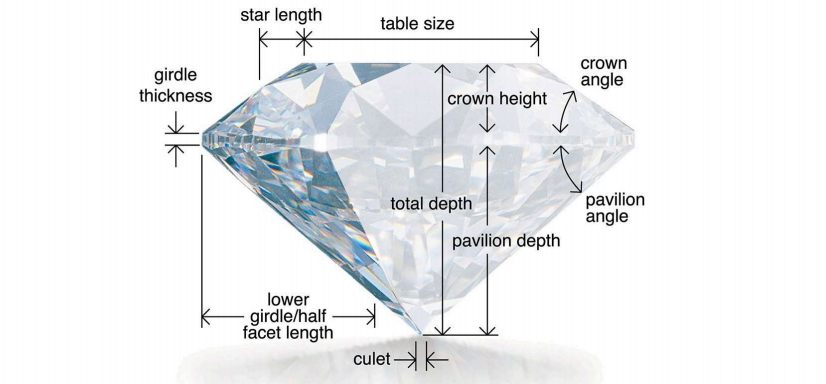 star length
table size
girdle
thickness
crown
angle
crown height
total depth
pavilion
angle
pavilion depth
lower
girdle/half
facet length
culet